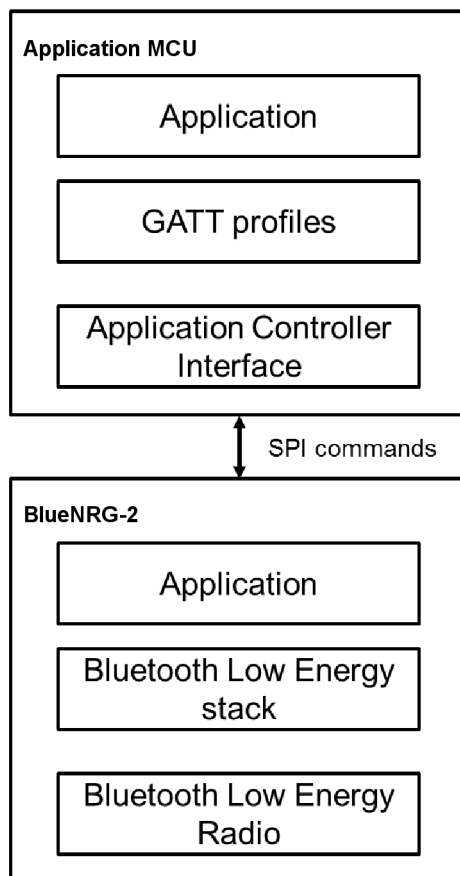 Application MCU
Application
GATT profiles
Application Controller
Interface
SPI commands
BlueNRG-2
Application
Bluetooth Low Energy
stack
Bluetooth Low Energy
Radio